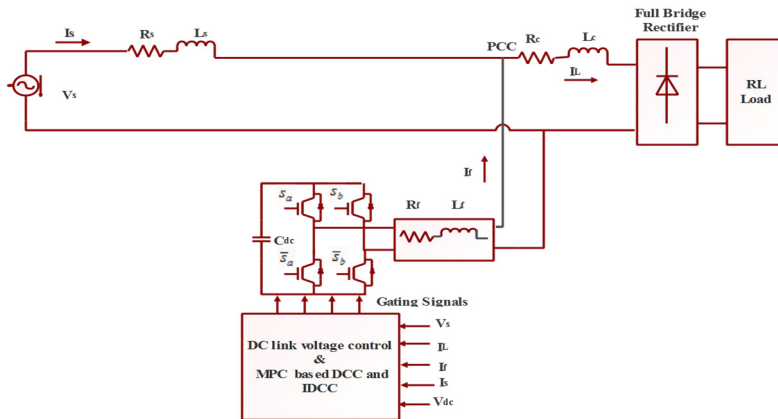 Full Bridge
Rectifier
Is
Rs
Ls
PCC
Rc
Lc
IL
Vs
RL
Load
If
Sa
Sb
Rf
Lf
Cdc
S̅a
S̅b
Gating Signals
DC link voltage control
&
MPC based DCC and
IDCC
Vs
IL
If
Is
Vdc